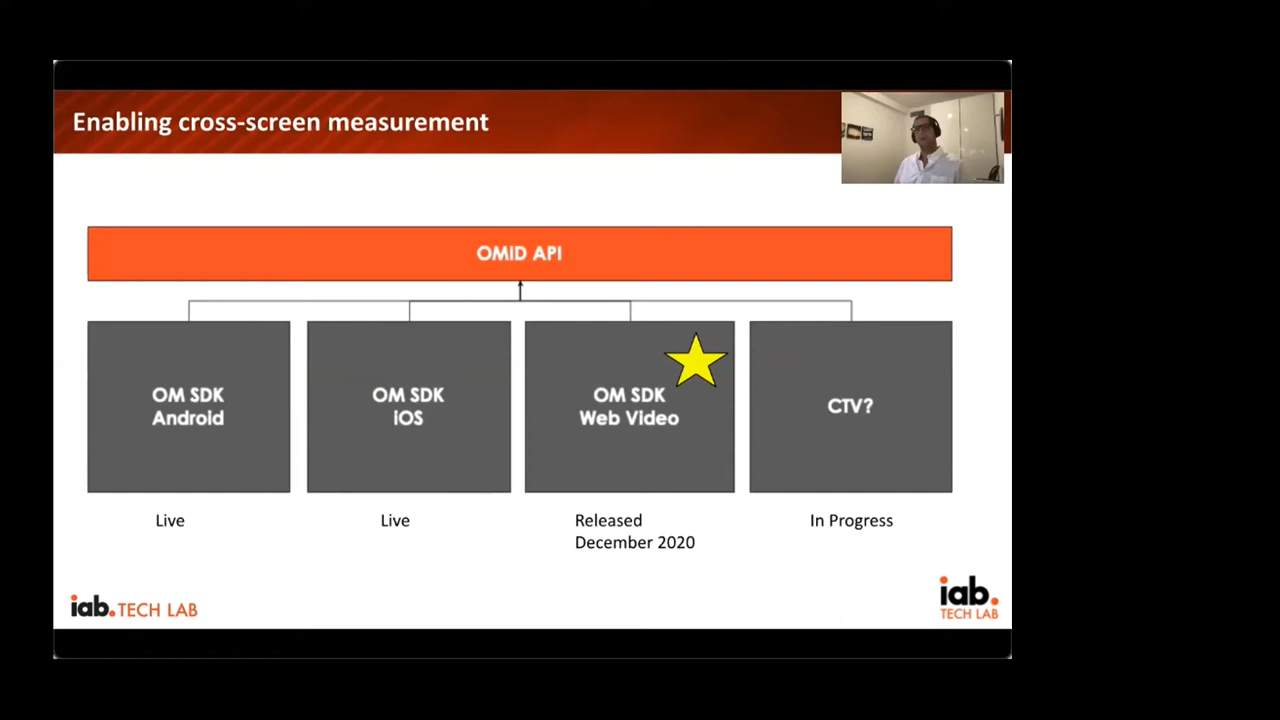 Enabling cross-screen measurement
OMID API
OM SDK
Android
OM SDK
iOS
OM SDK
Web Video
CTV?
Live
Live
Released
December 2020
In Progress
iab. TECH LAB
iab.
TECH LAB